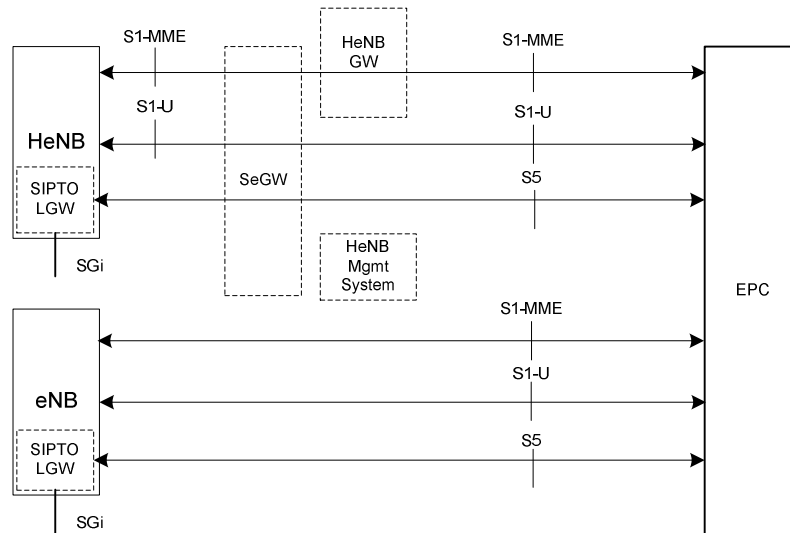 S1-MME
HeNB
GW
S1-MME
S1-U
S1-U
HeNB
SeGW
S5
SIPTO
LGW
SGi
HeNB
Mgmt
System
EPC
S1-MME
S1-U
eNB
S5
SIPTO
LGW
SGi